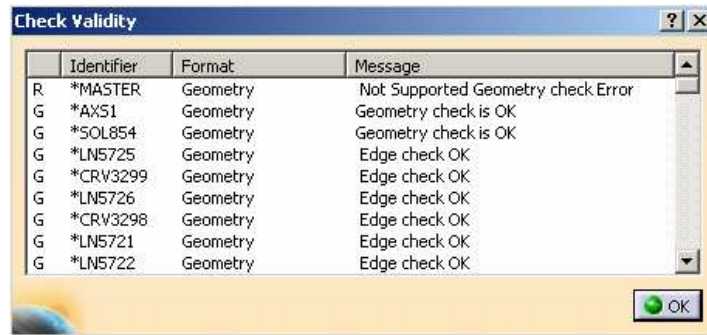 Check Validity
Identifier Format Message
R *MASTER Geometry Not Supported Geometry check Error
G *AXS1 Geometry Geometry check is OK
G *SOL854 Geometry Geometry check is OK
G *LN5725 Geometry Edge check OK
G *CRV3299 Geometry Edge check OK
G *LN5726 Geometry Edge check OK
G *CRV3298 Geometry Edge check OK
G *LN5721 Geometry Edge check OK
G *LN5722 Geometry Edge check OK
OK